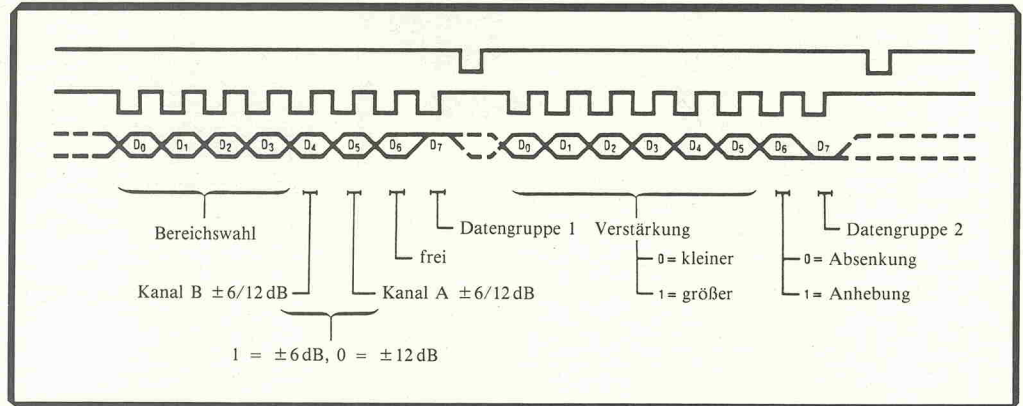 D0 D1 D2 D3 D4 D5 D6 D7 D0 D1 D2 D3 D4 D5 D6 D7
Datengruppe 1 Verstärkung Datengruppe 2
Bereichswahl
frei 0 = kleiner 0 = Absenkung
Kanal B ±6/12 dB Kanal A ±6/12 dB 1 = größer 1 = Anhebung
1 = ±6 dB, 0 = ±12 dB